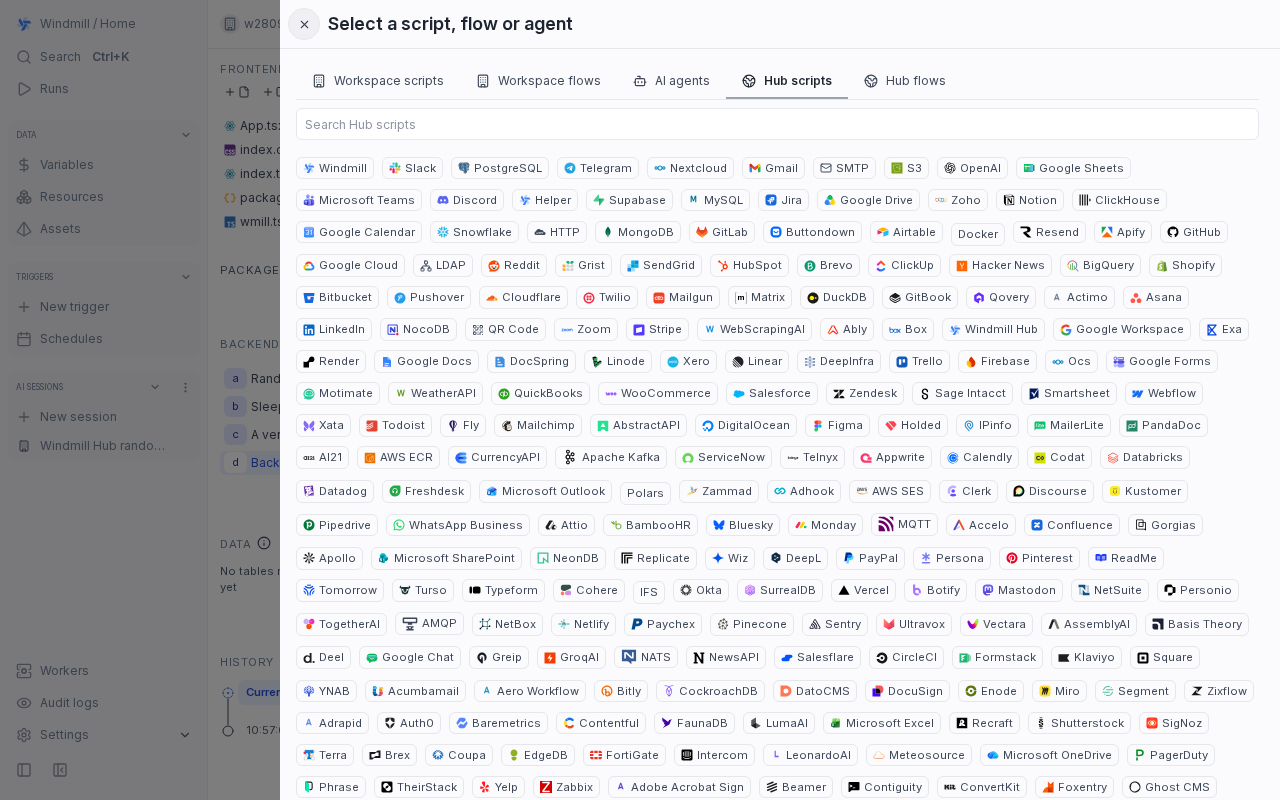 Windmill / Home
w2809
Select a script, flow or agent
Search Ctrl+K
Runs
DATA
Variables
Resources
Assets
TRIGGERS
New trigger
Schedules
AI SESSIONS
New session
Windmill Hub rando...
Workers
Audit logs
Settings
FRONTEN
App.ts
index.c
index.t
packag
wmill.ts
PACKAGE
BACKEND
a Rand
b Sleep
c A ver
d Back
DATA
No tables
yet
HISTORY
Curren
10:57:
Workspace scripts Workspace flows AI agents Hub scripts Hub flows
Search Hub scripts
Windmill Slack PostgreSQL Telegram Nextcloud Gmail SMTP S3 OpenAI Google Sheets
Microsoft Teams Discord Helper Supabase MySQL Jira Google Drive Zoho Notion ClickHouse
Google Calendar Snowflake HTTP MongoDB GitLab Buttondown Airtable Docker Resend Apify GitHub
Google Cloud LDAP Reddit Grist SendGrid HubSpot Brevo ClickUp Hacker News BigQuery Shopify
Bitbucket Pushover Cloudflare Twilio Mailgun Matrix DuckDB GitBook Qovery Actimo Asana
LinkedIn NocoDB QR Code Zoom Stripe WebScrapingAI Ably Box Windmill Hub Google Workspace Exa
Render Google Docs DocSpring Linode Xero Linear DeepInfra Trello Firebase Ocs Google Forms
Motimate WeatherAPI QuickBooks WooCommerce Salesforce Zendesk Sage Intacct Smartsheet Webflow
Xata Todoist Fly Mailchimp AbstractAPI DigitalOcean Figma Holded IPinfo MailerLite PandaDoc
AI21 AWS ECR CurrencyAPI Apache Kafka ServiceNow Telnyx Appwrite Calendly Codat Databricks
Datadog Freshdesk Microsoft Outlook Polars Zammad Adhook AWS SES Clerk Discourse Kustomer
Pipedrive WhatsApp Business Attio BambooHR Bluesky Monday MQTT Accelo Confluence Gorgias
Apollo Microsoft SharePoint NeonDB Replicate Wiz DeepL PayPal Persona Pinterest ReadMe
Tomorrow Turso Typeform Cohere IFS Okta SurrealDB Vercel Botify Mastodon NetSuite Personio
TogetherAI AMQP NetBox Netlify Paychex Pinecone Sentry Ultravox Vectara AssemblyAI Basis Theory
Deel Google Chat Greip GroqAI NATS NewsAPI Salesflare CircleCI Formstack Klaviyo Square
YNAB Acumbamail Aero Workflow Bitly CockroachDB DatoCMS DocuSign Enode Miro Segment Zixflow
Adrapid Auth0 Baremetrics Contentful FaunaDB LumaAI Microsoft Excel Recraft Shutterstock SigNoz
Terra Brex Coupa EdgeDB FortiGate Intercom LeonardoAI Meteosource Microsoft OneDrive PagerDuty
Phrase TheirStack Yelp Zabbix Adobe Acrobat Sign Beamer Contiguity ConvertKit Foxentry Ghost CMS